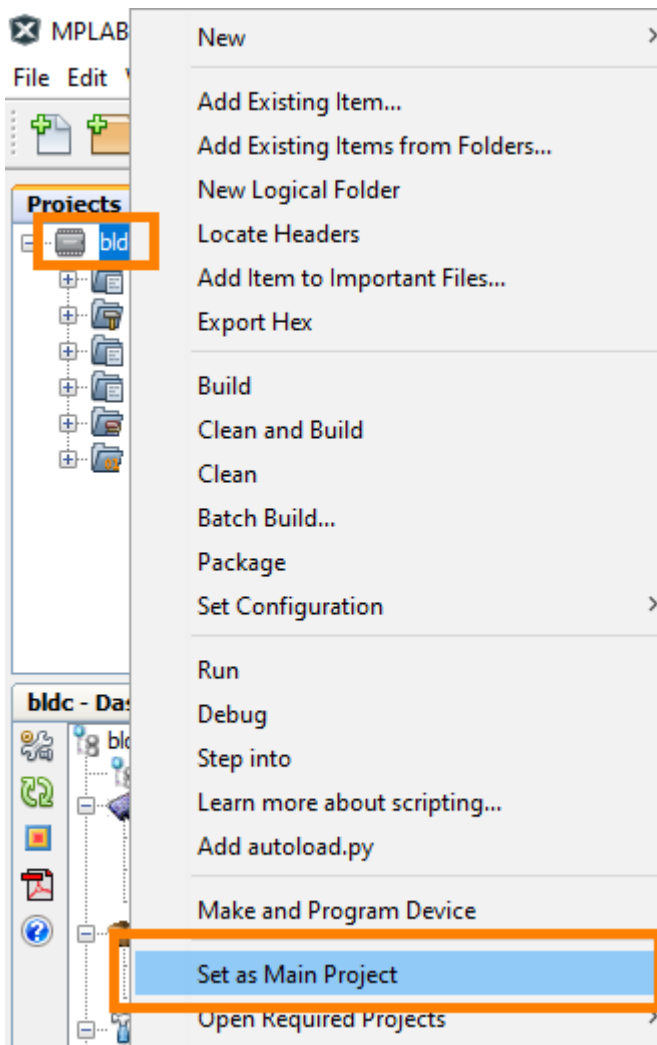 MPLAB
File Edit
Projects
bld
bldc - Das
blc
New
Add Existing Item...
Add Existing Items from Folders...
New Logical Folder
Locate Headers
Add Item to Important Files...
Export Hex
Build
Clean and Build
Clean
Batch Build...
Package
Set Configuration
Run
Debug
Step into
Learn more about scripting...
Add autoload.py
Make and Program Device
Set as Main Project
Open Required Projects